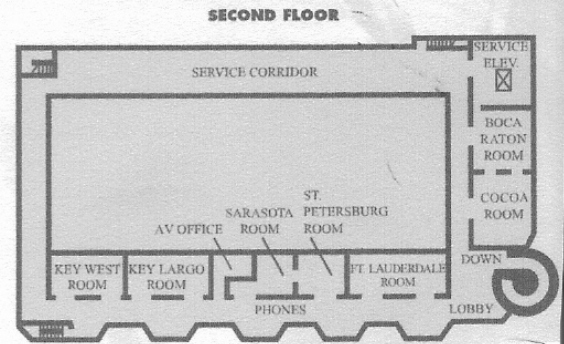 SECOND FLOOR
SERVICE
ELEV.
SERVICE CORRIDOR
BOCA
RATON
ROOM
COCOA
ROOM
ST.
PETERSBURG
ROOM
SARASOTA
ROOM
AV OFFICE
KEY WEST
ROOM
KEY LARGO
ROOM
FT. LAUDERDALE
ROOM
DOWN
PHONES
LOBBY